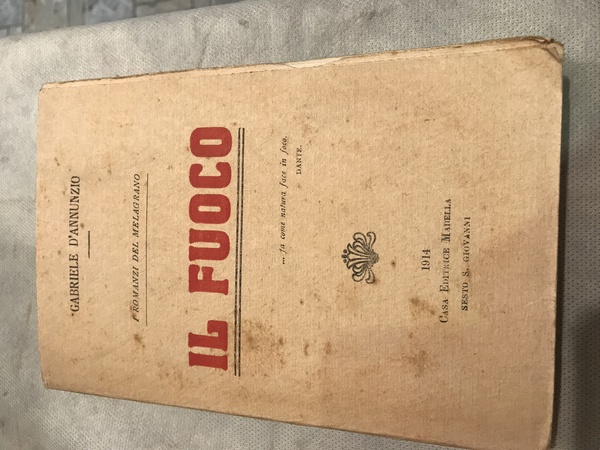 GABRIELE D'ANNUNZIO
I ROMANZI DEL MELAGRANO
IL FUOCO
...fa come natura face in foco.
DANTE.
1914
CASA EDITRICE MADELLA
SESTO S. GIOVANNI